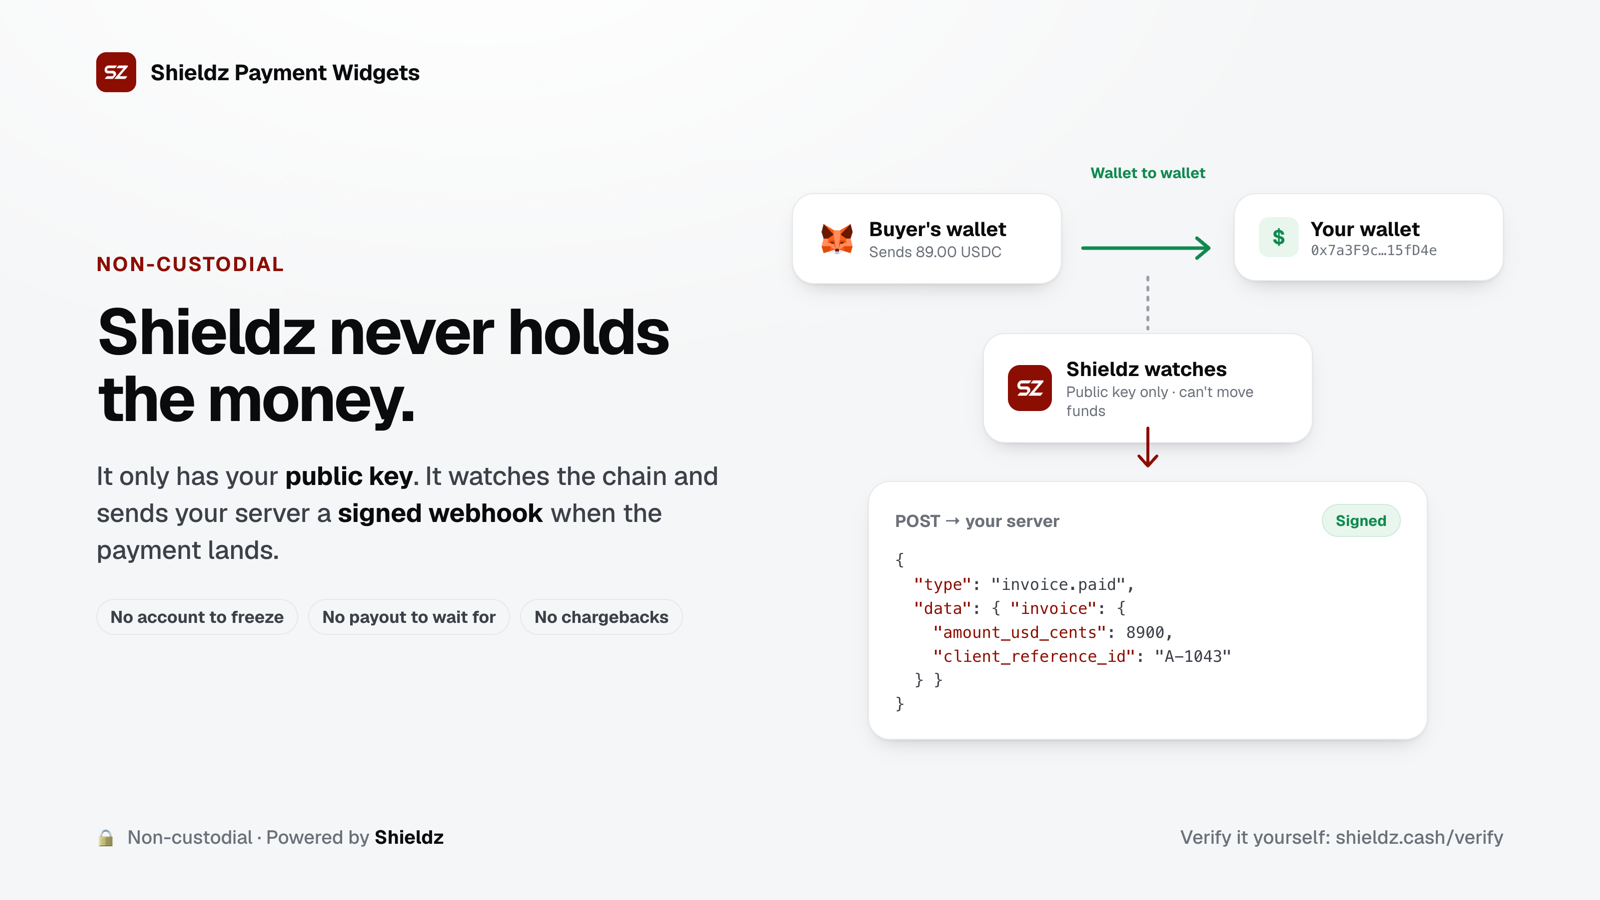 SZ Shieldz Payment Widgets
NON-CUSTODIAL
Shieldz never holds
the money.
It only has your public key. It watches the chain and
sends your server a signed webhook when the
payment lands.
No account to freeze
No payout to wait for
No chargebacks
Wallet to wallet
Buyer's wallet
Sends 89.00 USDC
$
Your wallet
0x7a3F9c…15fD4e
SZ
Shieldz watches
Public key only · can't move
funds
POST → your server
Signed
{
  "type": "invoice.paid",
  "data": { "invoice": {
    "amount_usd_cents": 8900,
    "client_reference_id": "A-1043"
  } }
}
Non-custodial · Powered by Shieldz
Verify it yourself: shieldz.cash/verify